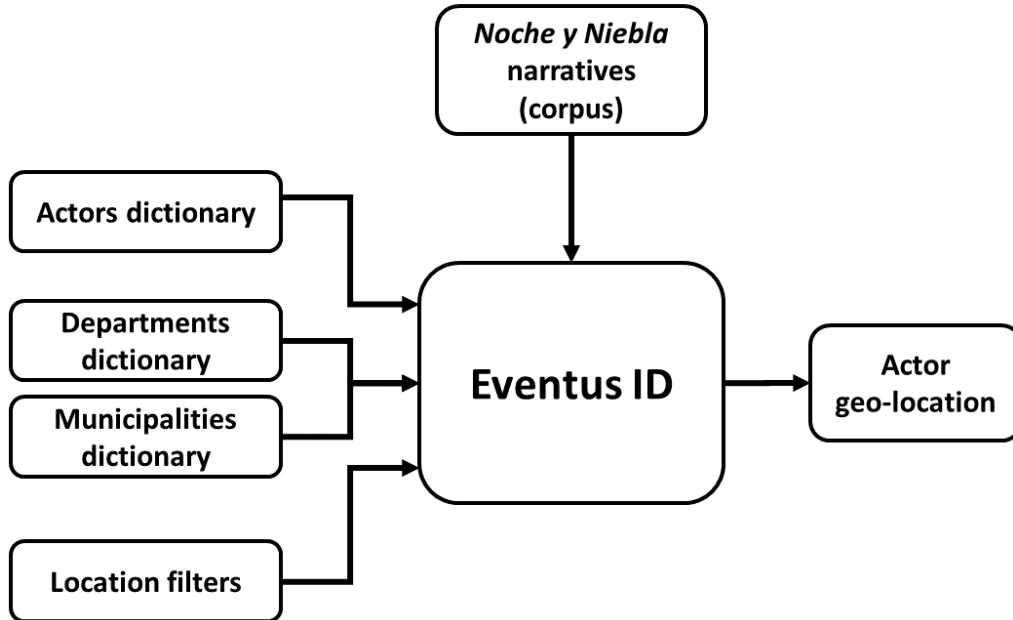 Noche y Niebla
narratives
(corpus)
Actors dictionary
Departments
dictionary
Municipalities
dictionary
Location filters
Eventus ID
Actor
geo-location